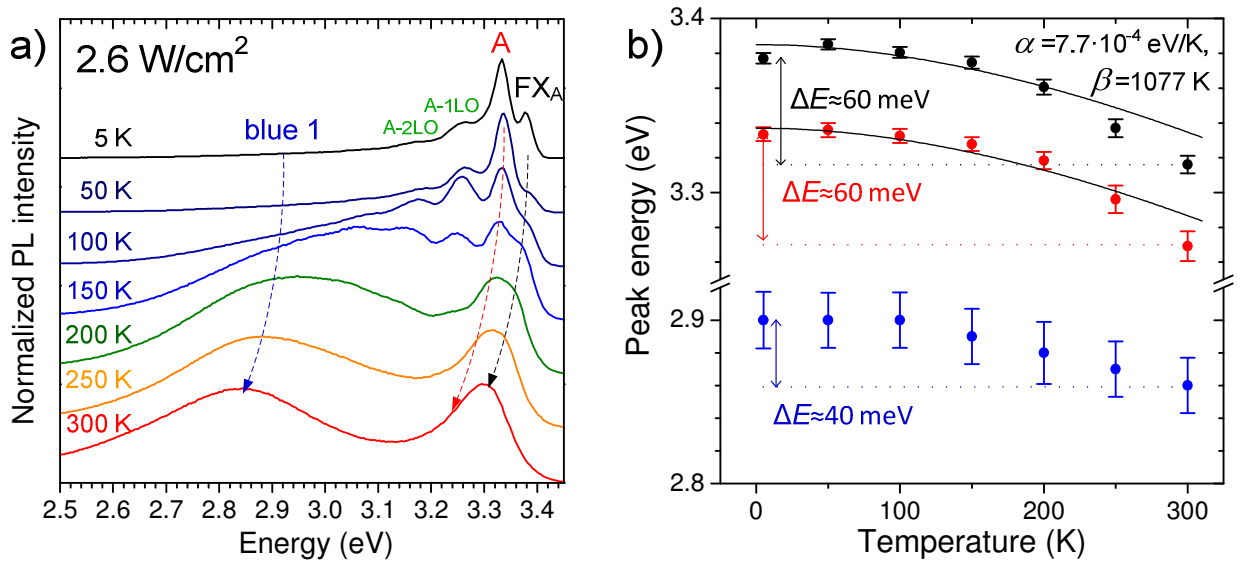 a)
2.6 W/cm²
A
FX_A
A-1LO
A-2LO
blue 1
5 K
50 K
100 K
150 K
200 K
250 K
300 K
Normalized PL intensity
2.5 2.6 2.7 2.8 2.9 3.0 3.1 3.2 3.3 3.4
Energy (eV)
b)
α=7.7·10⁻⁴ eV/K,
β=1077 K
ΔE≈60 meV
ΔE≈60 meV
ΔE≈40 meV
3.4
3.3
2.9
2.8
Peak energy (eV)
0 50 100 150 200 250 300
Temperature (K)